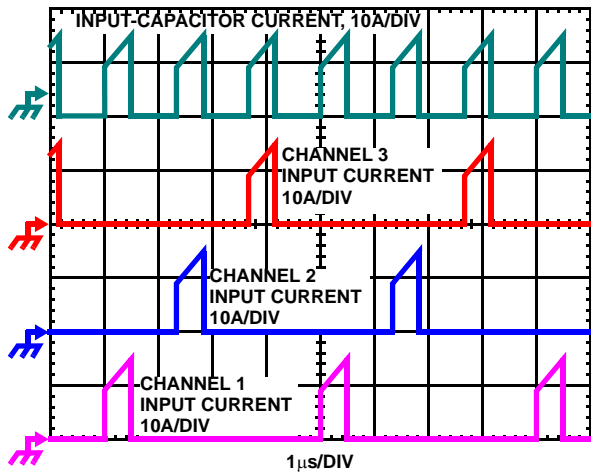 INPUT-CAPACITOR CURRENT, 10A/DIV
CHANNEL 3
INPUT CURRENT
10A/DIV
CHANNEL 2
INPUT CURRENT
10A/DIV
CHANNEL 1
INPUT CURRENT
10A/DIV
1μs/DIV